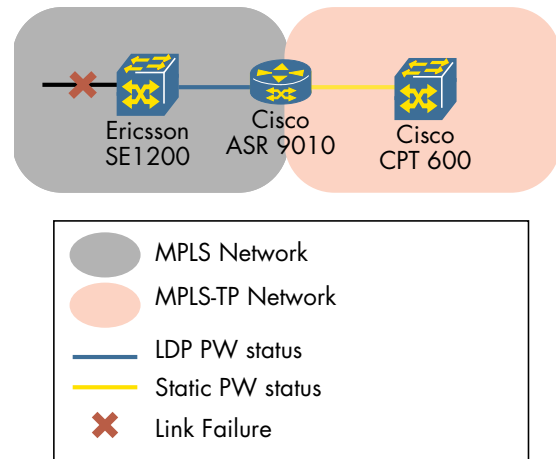 Ericsson
SE1200
Cisco
ASR 9010
Cisco
CPT 600
MPLS Network
MPLS-TP Network
LDP PW status
Static PW status
Link Failure